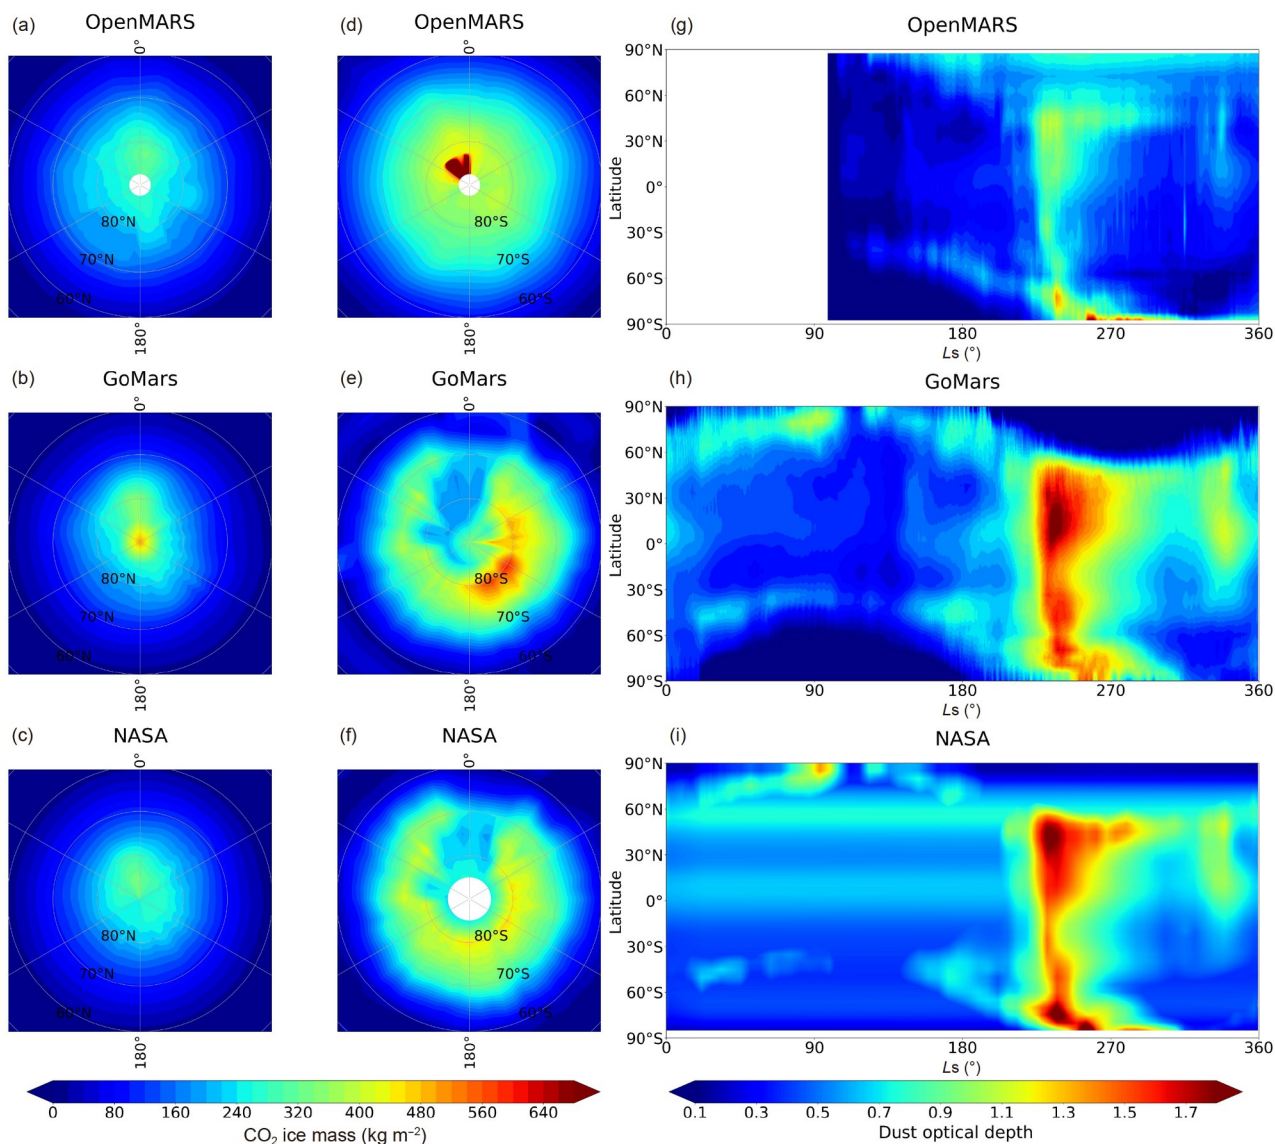 (a) OpenMARS
0°
80°N
70°N
60°N
180°
(d) OpenMARS
0°
80°S
70°S
60°S
180°
(g) OpenMARS
90°N
60°N
30°N
0°
30°S
60°S
90°S
Latitude
0 90 180 270 360
Ls (°)
(b) GoMars
0°
80°N
70°N
60°N
180°
(e) GoMars
0°
80°S
70°S
60°S
180°
(h) GoMars
90°N
60°N
30°N
0°
30°S
60°S
90°S
Latitude
0 90 180 270 360
Ls (°)
(c) NASA
0°
80°N
70°N
60°N
180°
(f) NASA
0°
80°S
70°S
60°S
180°
(i) NASA
90°N
60°N
30°N
0°
30°S
60°S
90°S
Latitude
0 90 180 270 360
Ls (°)
0 80 160 240 320 400 480 560 640
CO₂ ice mass (kg m⁻²)
0.1 0.3 0.5 0.7 0.9 1.1 1.3 1.5 1.7
Dust optical depth